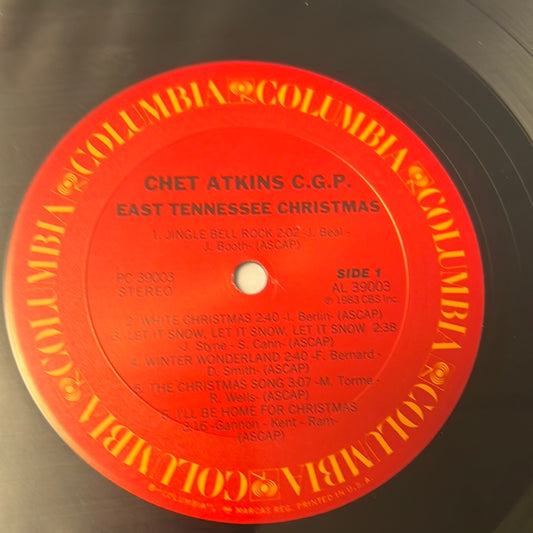 COLUMBIA COLUMBIA COLUMBIA COLUMBIA COLUMBIA COLUMBIA
CHET ATKINS C.G.P.
EAST TENNESSEE CHRISTMAS
1. JINGLE BELL ROCK 2:02 -J. Beal-
J. Booth- (ASCAP)
PC 39003
STEREO
SIDE 1
AL 39003
℗ 1983 CBS Inc
2. WHITE CHRISTMAS 2:40 -I. Berlin- (ASCAP)
3. LET IT SNOW, LET IT SNOW, LET IT SNOW 2:38
J. Styne - S. Cahn- (ASCAP)
4. WINTER WONDERLAND 2:40 -F. Bernard-
D. Smith- (ASCAP)
5. THE CHRISTMAS SONG 3:07 -M. Torme-
R. Wells- (ASCAP)
6. I'LL BE HOME FOR CHRISTMAS
3:16 -Gannon - Kent - Ram-
(ASCAP)
"COLUMBIA", MARCAS REG. PRINTED IN U.S.A.